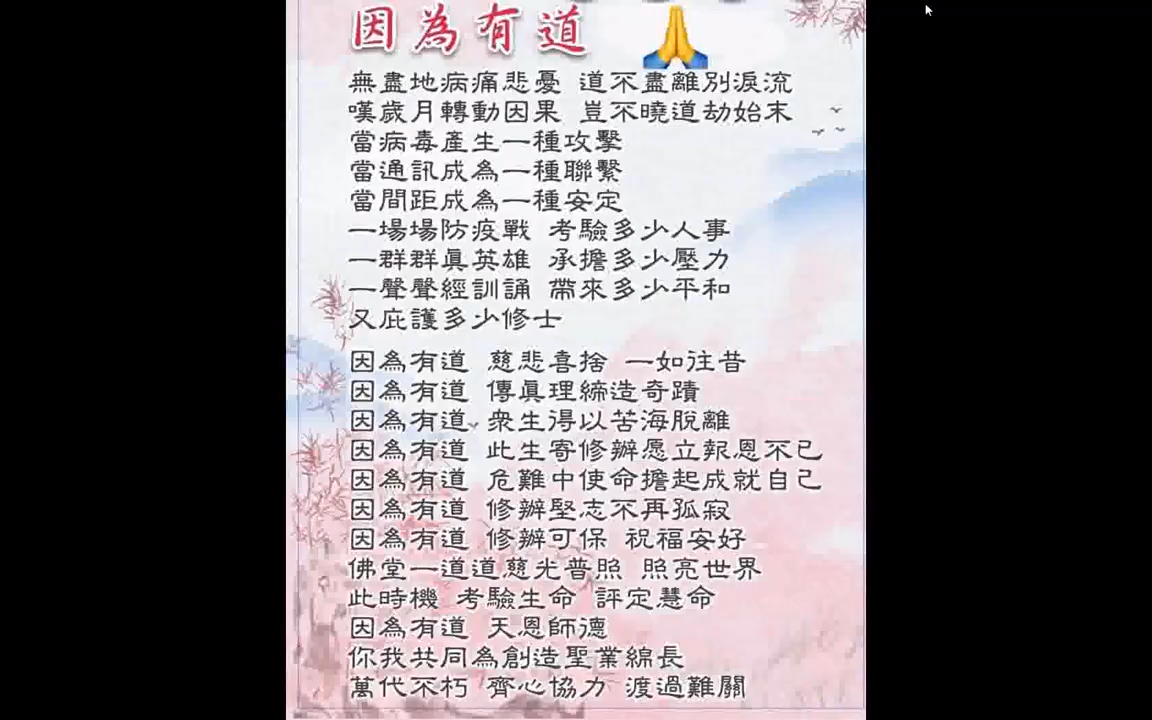 因為有道 🙏
無盡地病痛悲憂 道不盡離別淚流
嘆歲月轉動因果 豈不曉道劫始末
當病毒產生一種攻擊
當通訊成為一種聯繫
當間距成為一種安定
一場場防疫戰 考驗多少人事
一群群眞英雄 承擔多少壓力
一聲聲經訓誦 帶來多少平和
又庇護多少修士
因為有道 慈悲喜捨 一如往昔
因為有道 傳眞理締造奇蹟
因為有道 衆生得以苦海脫離
因為有道 此生寄修辦愿立報恩不已
因為有道 危難中使命擔起成就自己
因為有道 修辦堅志不再孤寂
因為有道 修辦可保 祝福安好
佛堂一道道慈光普照 照亮世界
此時機 考驗生命 評定慧命
因為有道 天恩師德
你我共同為創造聖業綿長
萬代不朽 齊心協力 渡過難關